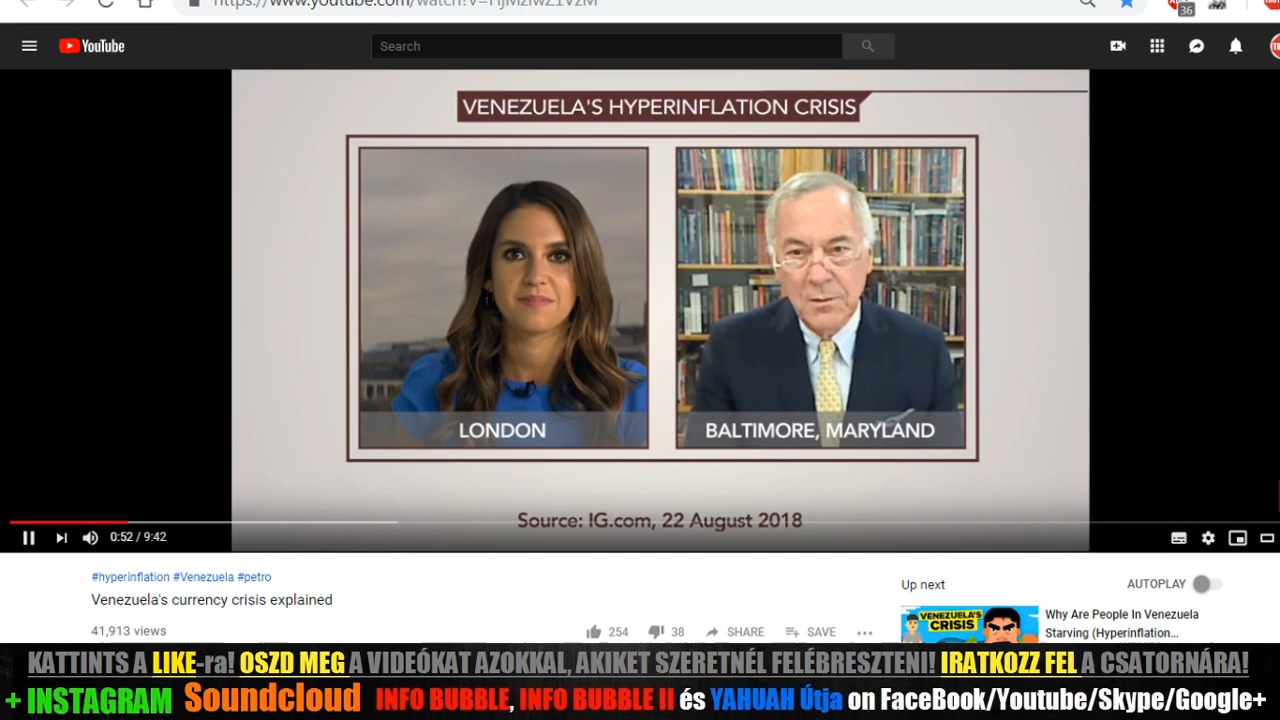 YouTube
Search
36
VENEZUELA'S HYPERINFLATION CRISIS
LONDON
BALTIMORE, MARYLAND
Source: IG.com, 22 August 2018
0:52 / 9:42
#hyperinflation #Venezuela #petro
Venezuela's currency crisis explained
41,913 views
254
38
SHARE
SAVE
Up next
AUTOPLAY
VENEZUELA'S
CRISIS
Why Are People In Venezuela
Starving (Hyperinflation...
KATTINTS A LIKE-ra! OSZD MEG A VIDEÓKAT AZOKKAL, AKIKET SZERETNÉL FELÉBRESZTENI! IRATKOZZ FEL A CSATORNÁRA!
+ INSTAGRAM Soundcloud INFO BUBBLE, INFO BUBBLE II és YAHUAH Útja on FaceBook/Youtube/Skype/Google+